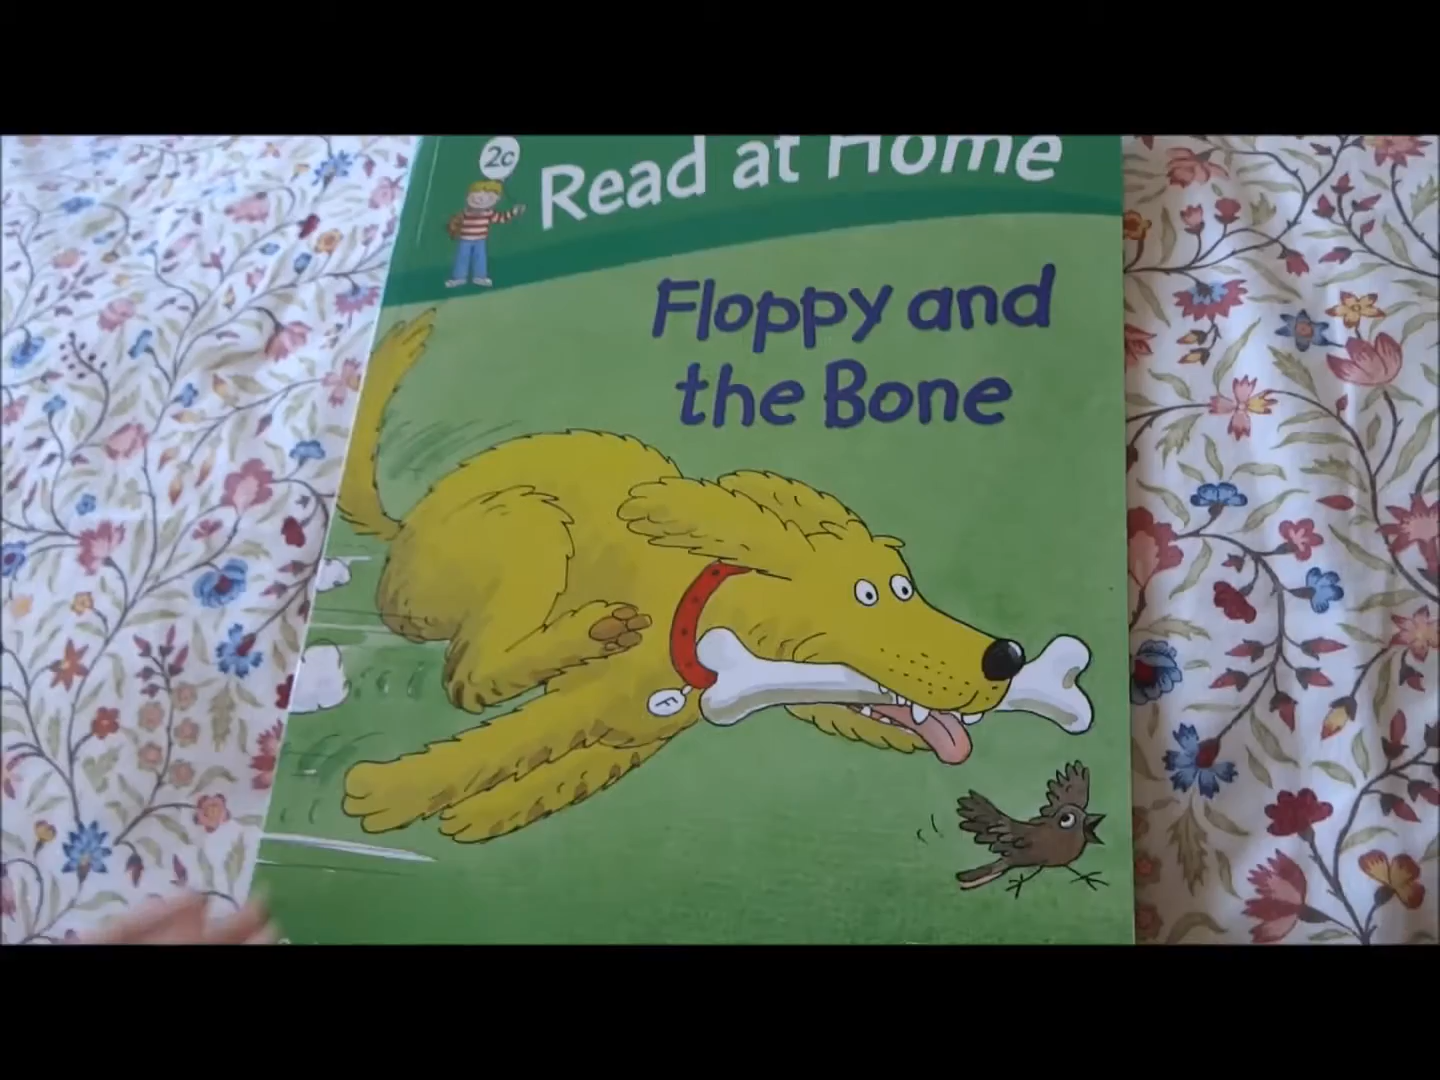 2c
Read at Home
Floppy and
the Bone
F